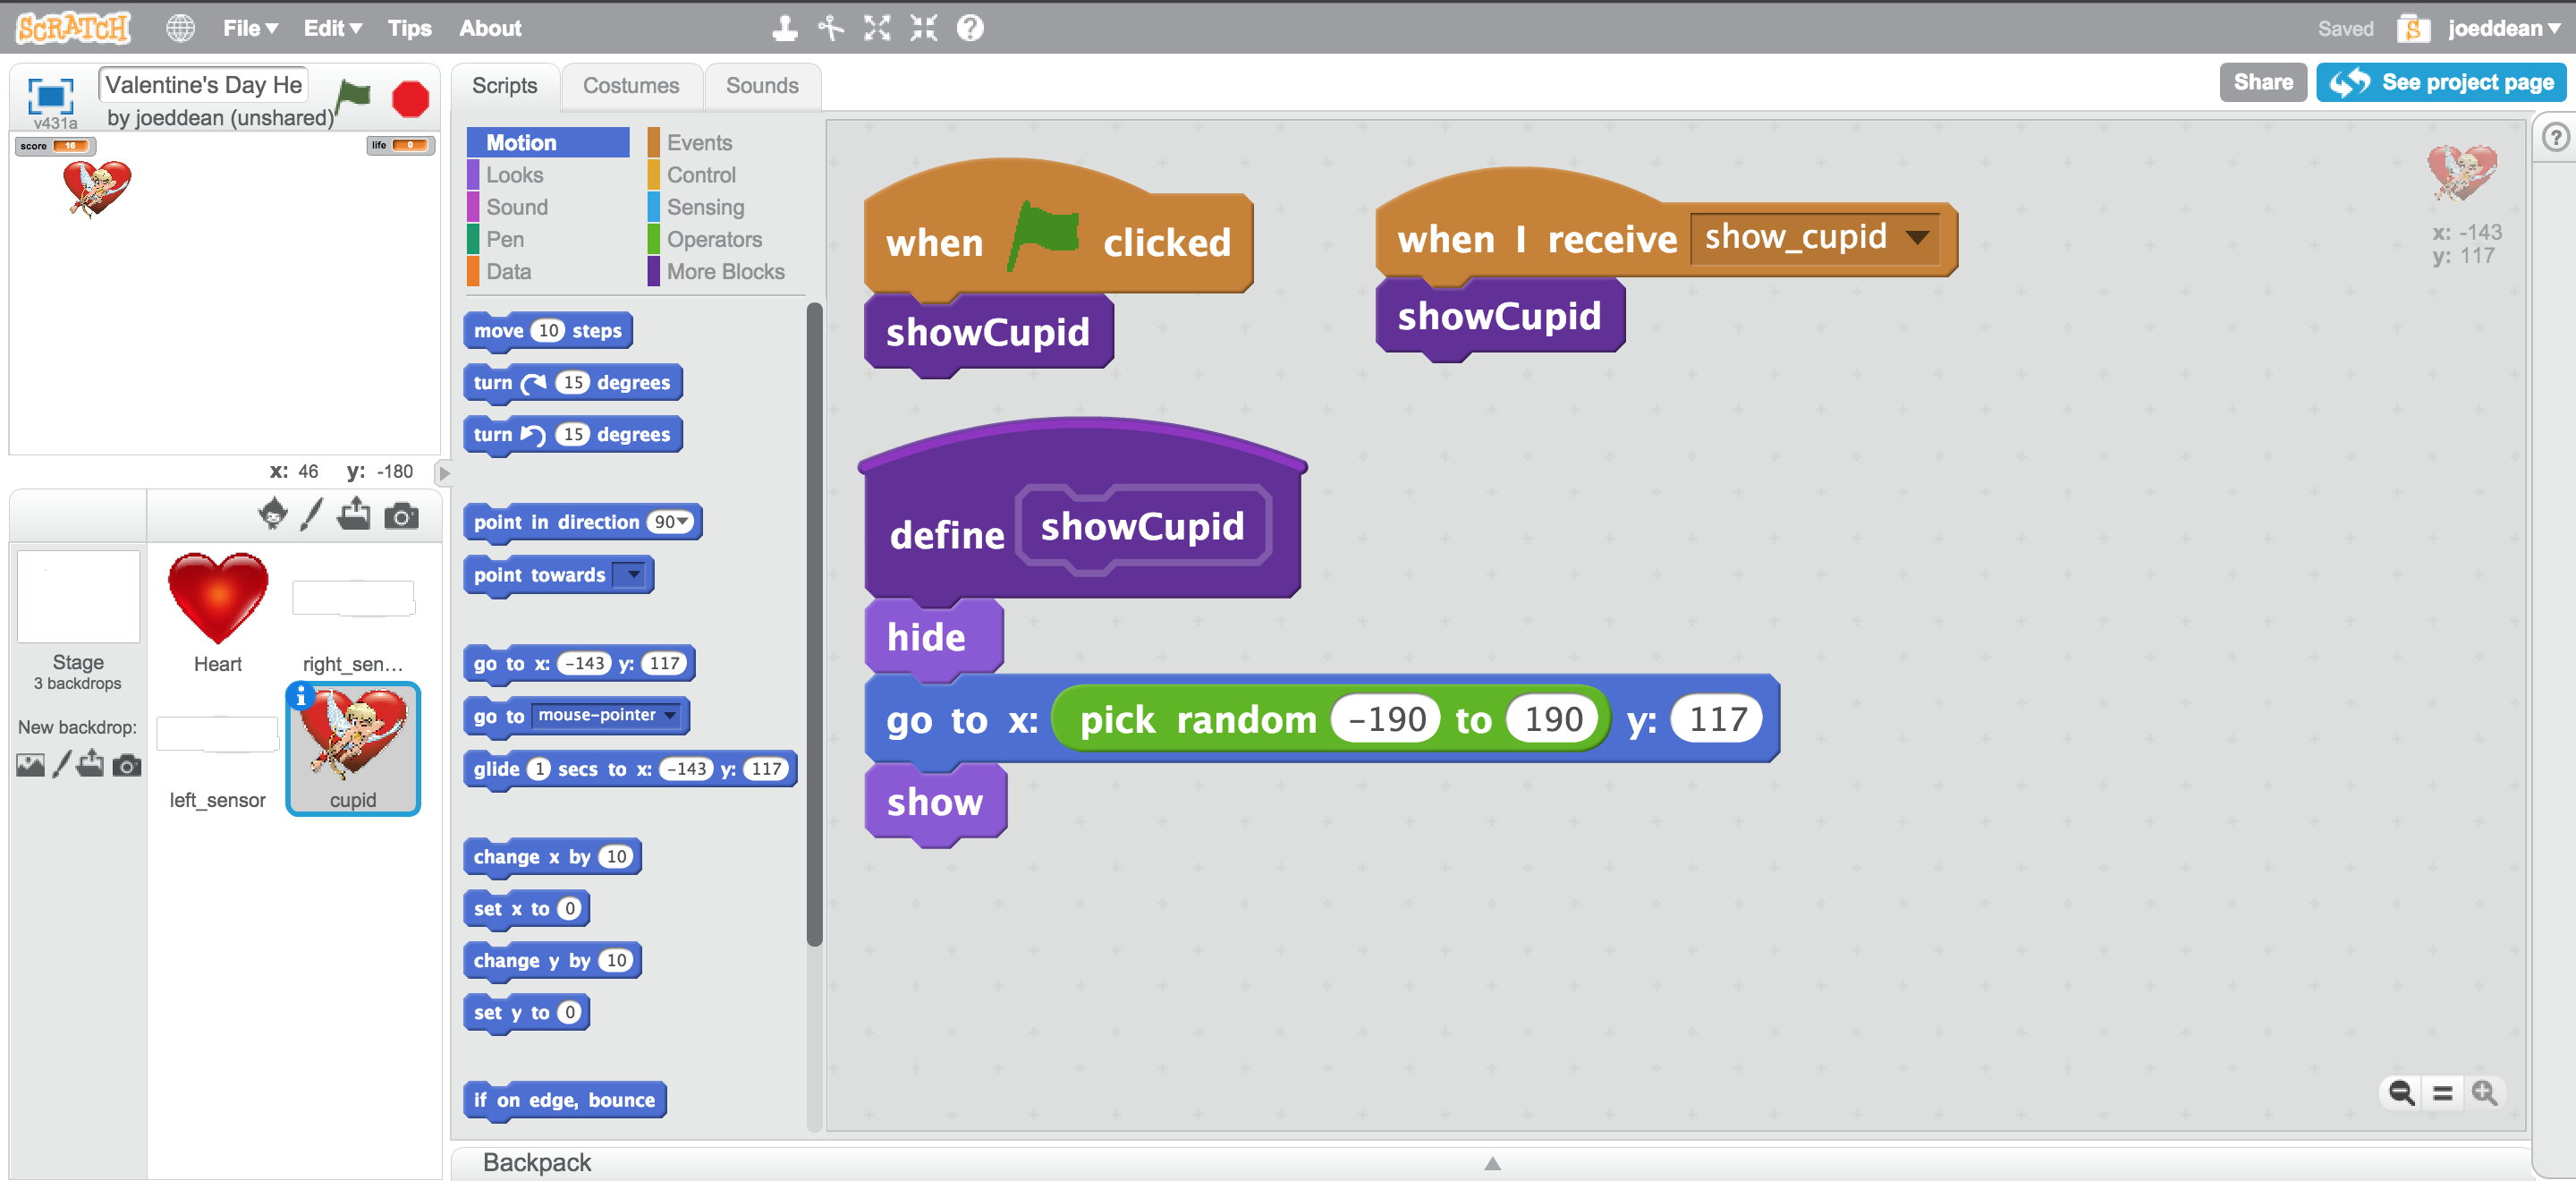 SCRATCH File Edit Tips About Saved joeddean
v431a
Valentine's Day He
by joeddean (unshared)
Scripts Costumes Sounds
Share See project page
score 16 life 0
x: 46 y: -180
Stage
3 backdrops
New backdrop:
Heart
right_sen...
left_sensor
cupid
Motion Events
Looks Control
Sound Sensing
Pen Operators
Data More Blocks
move 10 steps
turn 15 degrees
turn 15 degrees
point in direction 90
point towards
go to x: -143 y: 117
go to mouse-pointer
glide 1 secs to x: -143 y: 117
change x by 10
set x to 0
change y by 10
set y to 0
if on edge, bounce
when clicked
showCupid
when I receive show_cupid
showCupid
define showCupid
hide
go to x: pick random -190 to 190 y: 117
show
x: -143
y: 117
Backpack